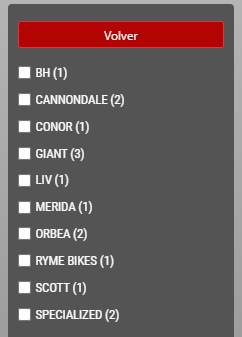 Volver
BH (1)
CANNONDALE (2)
CONOR (1)
GIANT (3)
LIV (1)
MERIDA (1)
ORBEA (2)
RYME BIKES (1)
SCOTT (1)
SPECIALIZED (2)